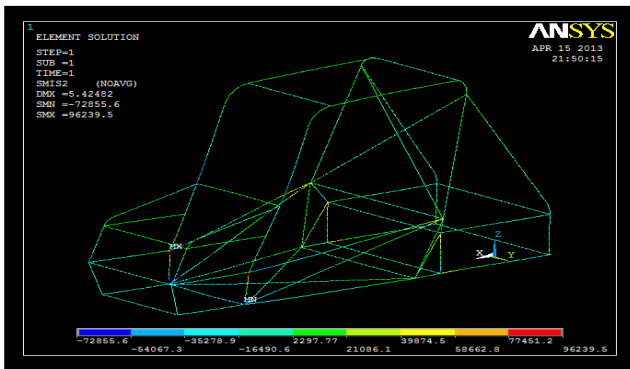 1
ELEMENT SOLUTION
STEP=1
SUB =1
TIME=1
SMIS2 (NOAVG)
DMX =5.42482
SMN =-72855.6
SMX =96239.5
ANSYS
APR 15 2013
21:50:15
MX
Z
X
Y
MN
-72855.6 -35278.9 2297.77 39874.5 77451.2
-54067.3 -16490.6 21086.1 58662.8 96239.5